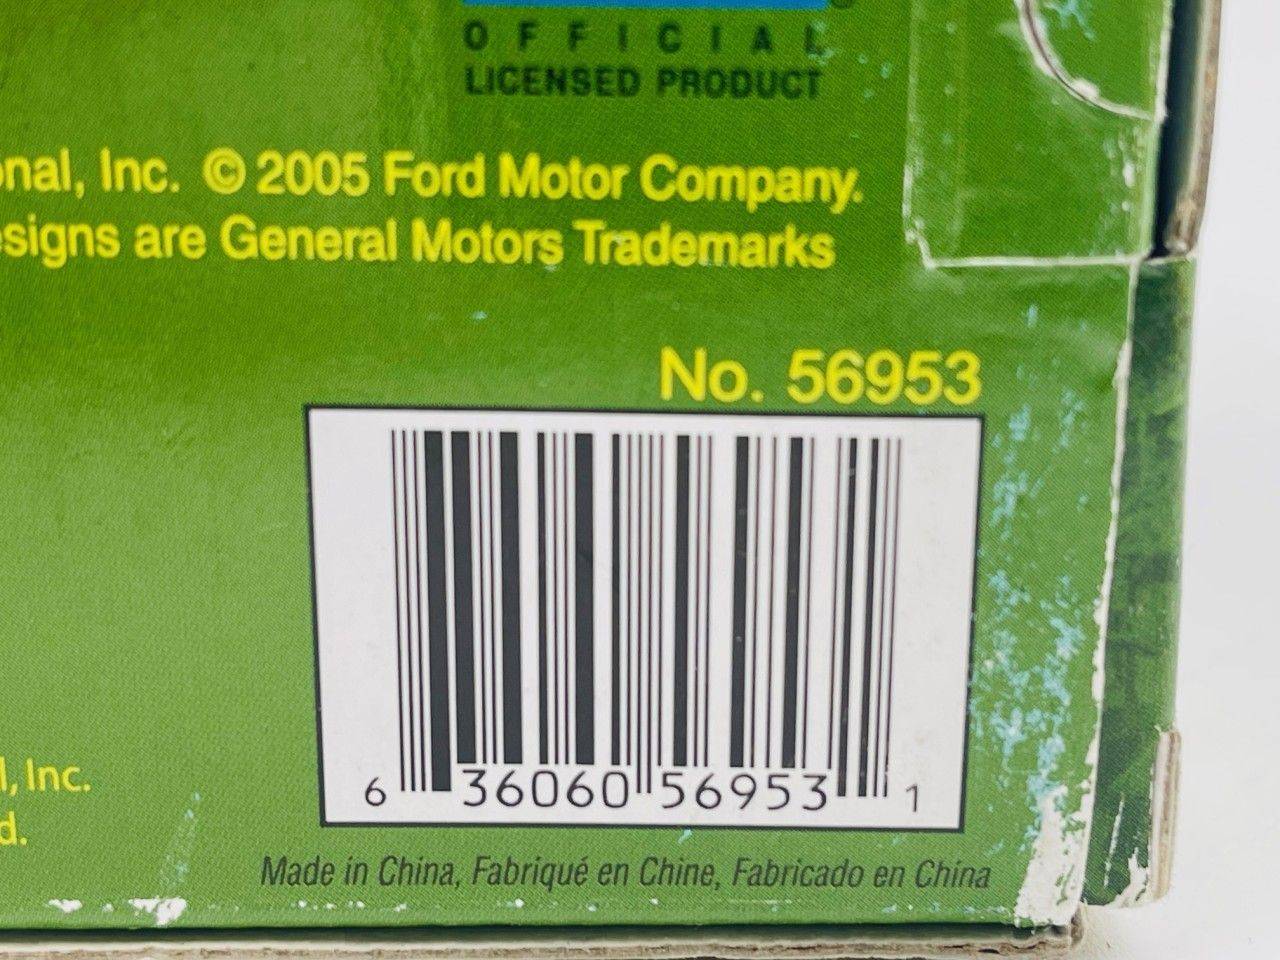 ®
OFFICIAL
LICENSED PRODUCT
onal, Inc. © 2005 Ford Motor Company.
esigns are General Motors Trademarks
No. 56953
6 36060 56953 1
l, Inc.
d.
Made in China, Fabriqué en Chine, Fabricado en China